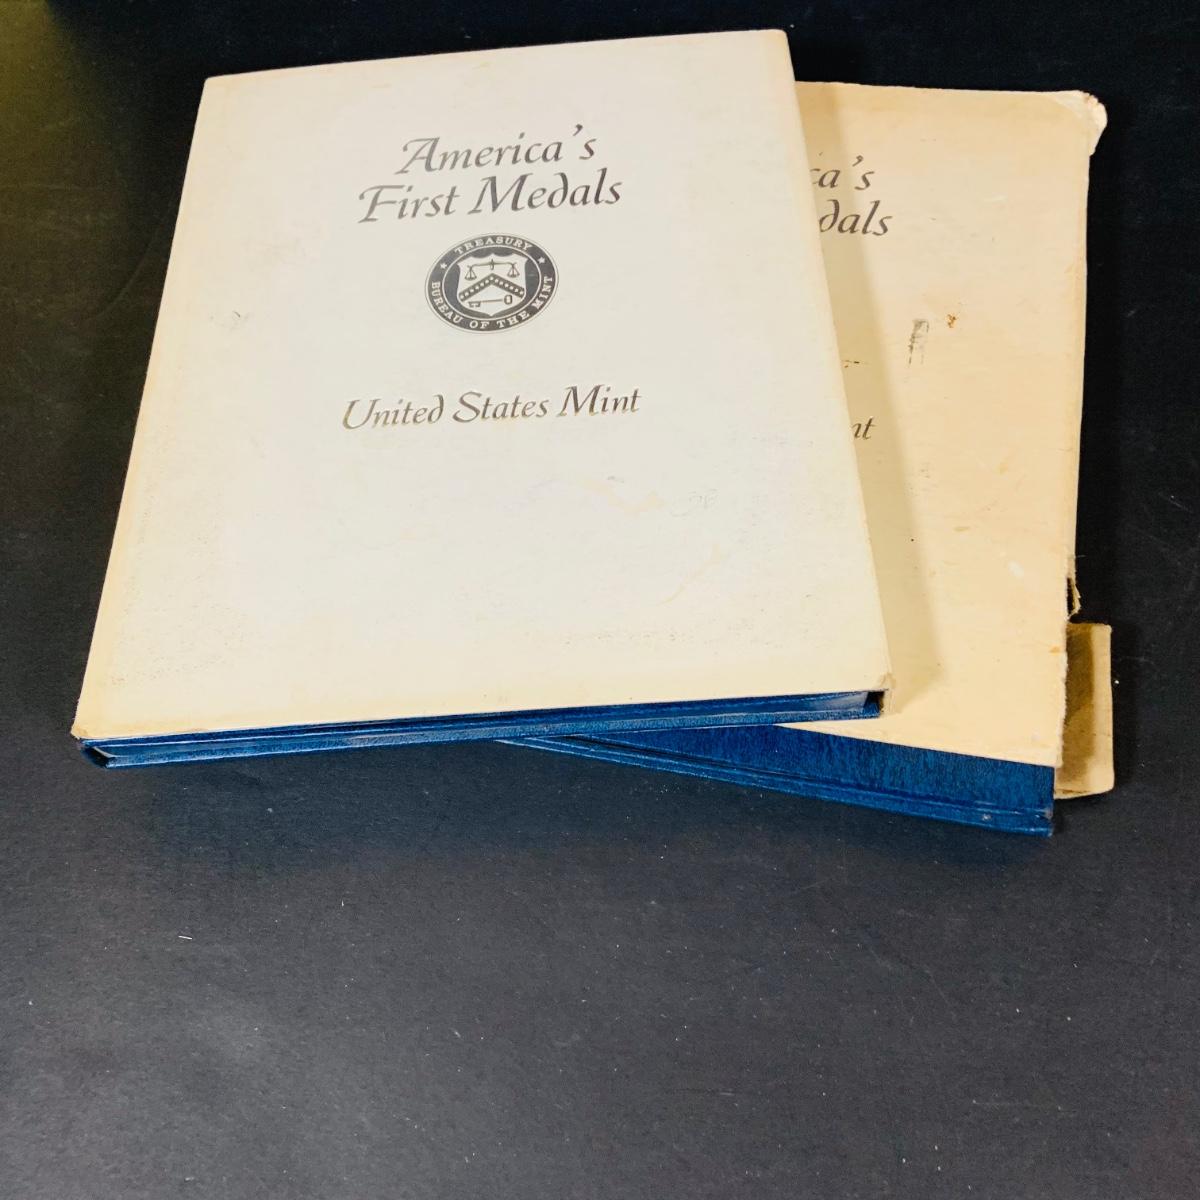 America's
First Medals
TREASURY
BUREAU OF THE MINT
United States Mint
ca's
dals
nt